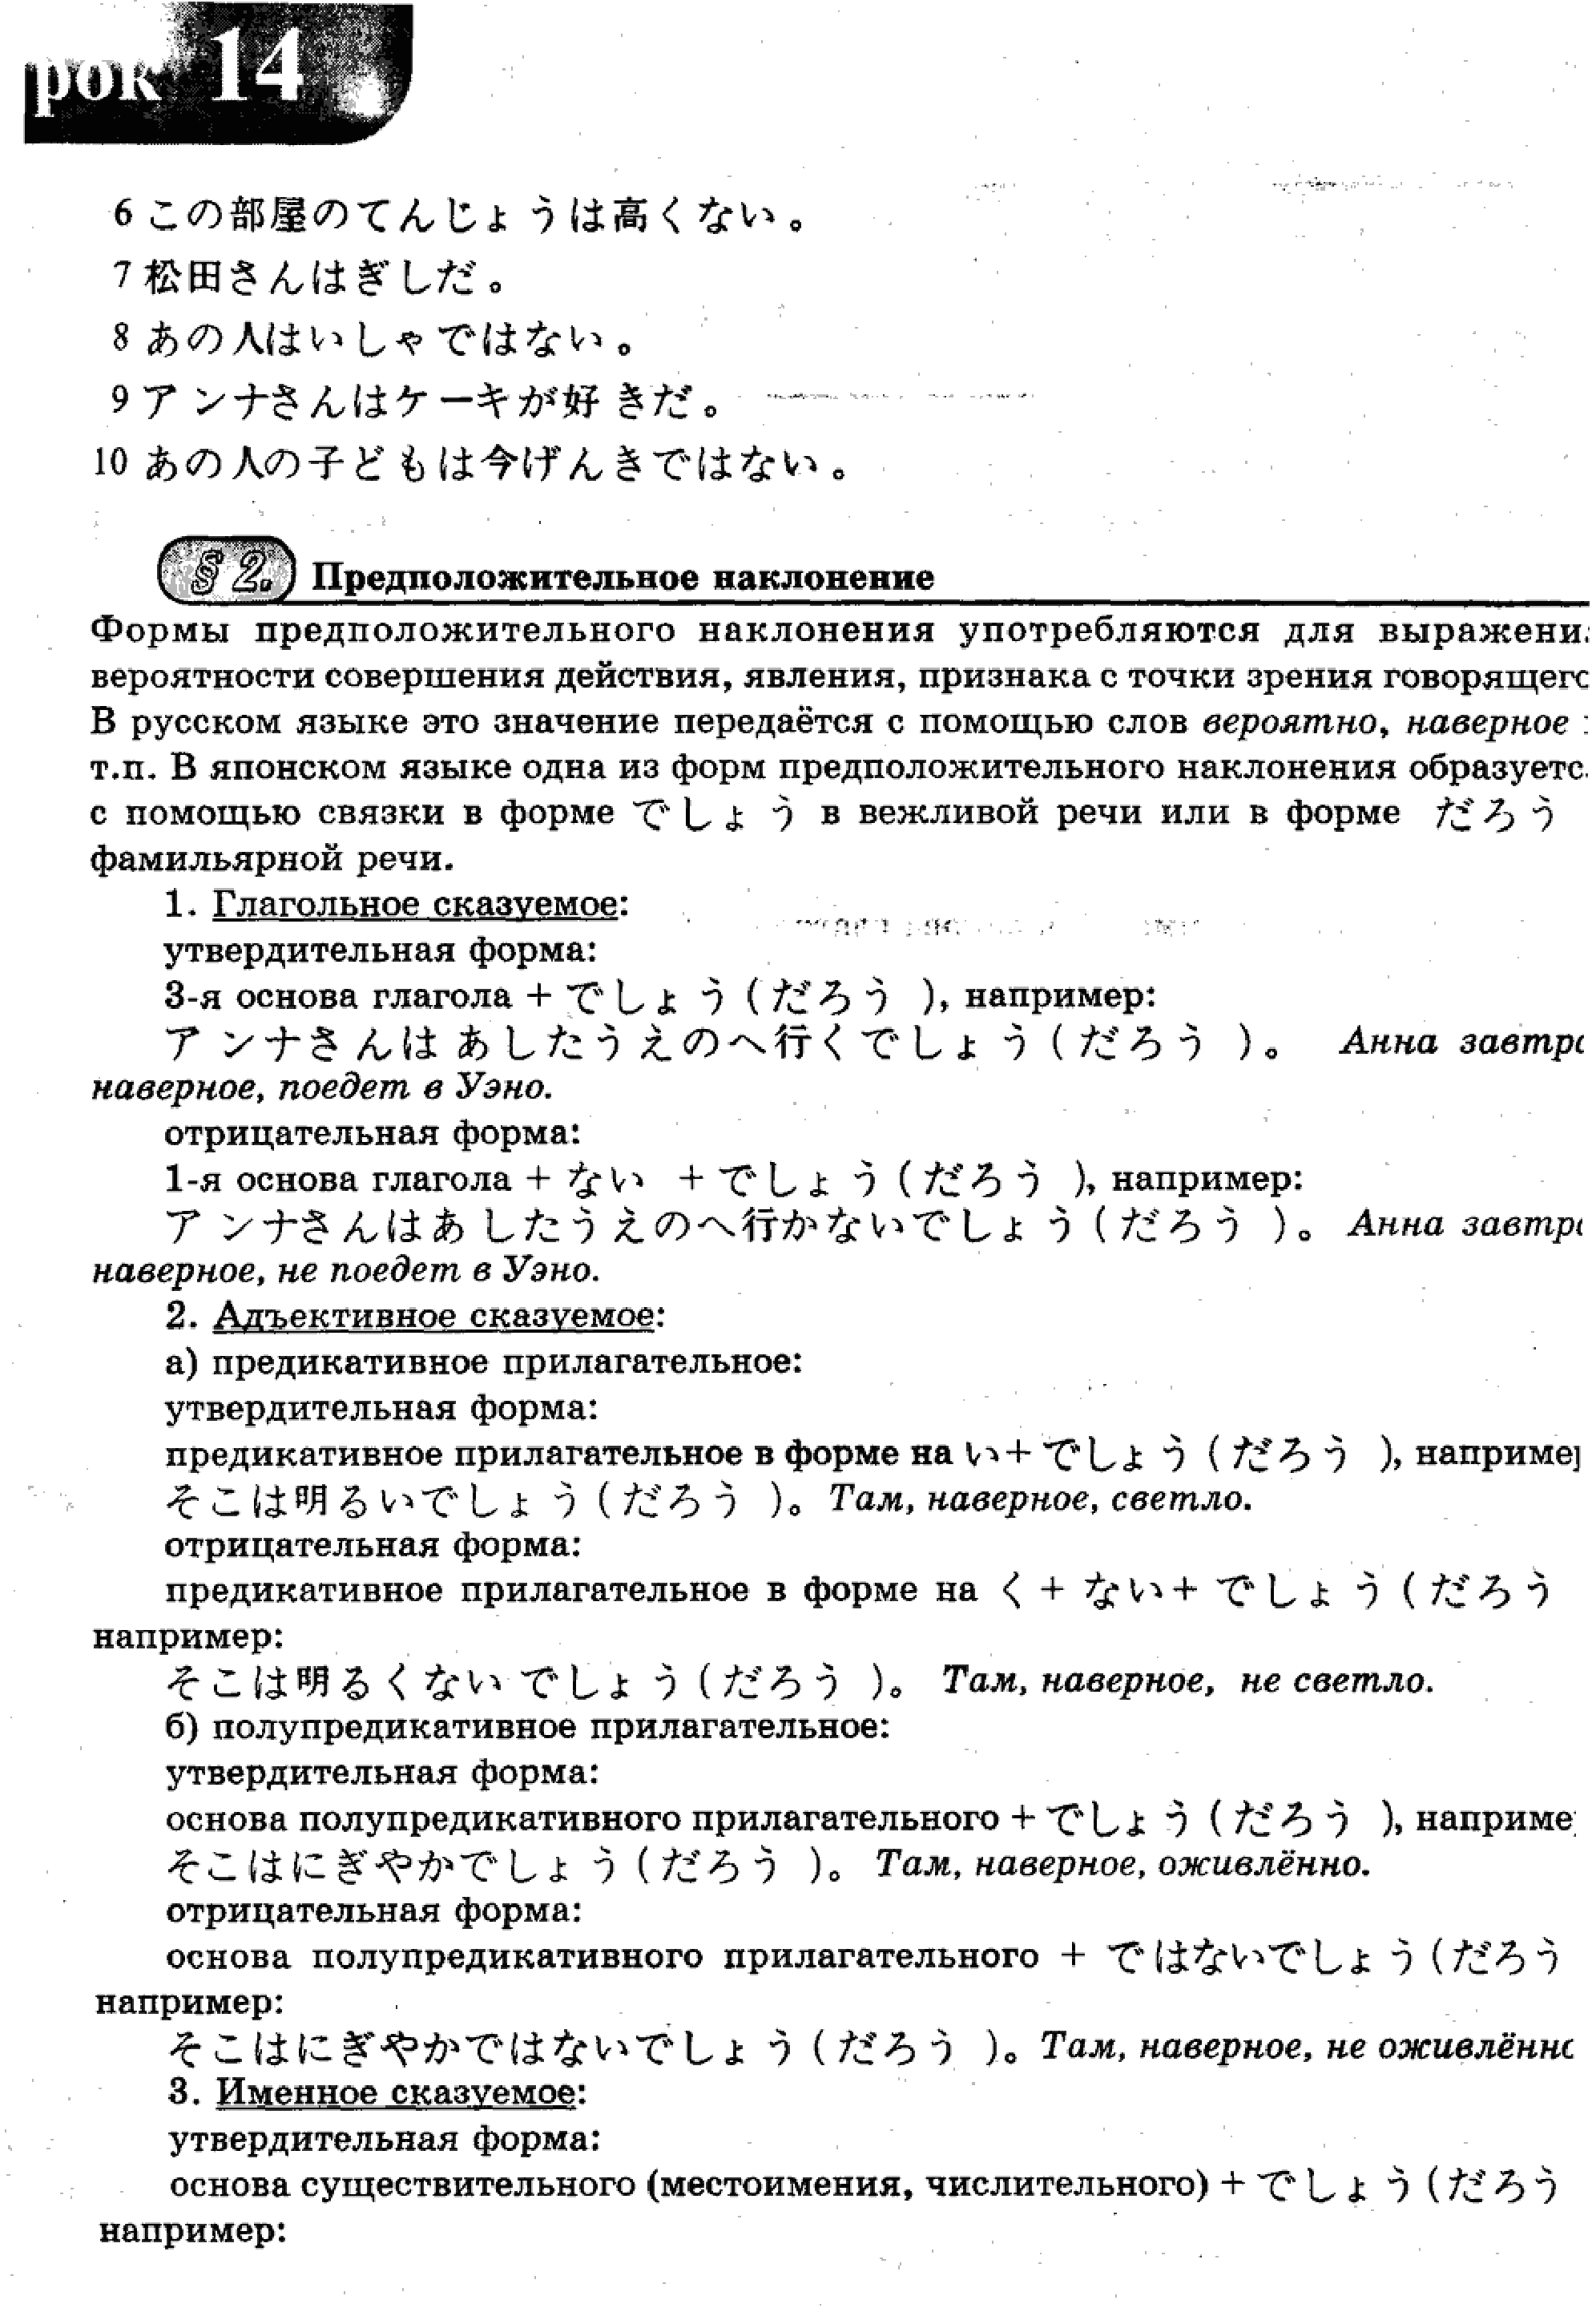 рок 14
6 この部屋のてんじょうは高くない。
7 松田さんはぎしだ。
8 あの人はいしゃではない。
9 アンナさんはケーキが好きだ。
10 あの人の子どもは今げんきではない。
§ 2. Предположительное наклонение
Формы предположительного наклонения употребляются для выражени
вероятности совершения действия, явления, признака с точки зрения говорящег
В русском языке это значение передаётся с помощью слов вероятно, наверное
т.п. В японском языке одна из форм предположительного наклонения образуетс
с помощью связки в форме でしょう в вежливой речи или в форме だろう
фамильярной речи.
1. Глагольное сказуемое:
утвердительная форма:
3-я основа глагола + でしょう (だろう), например:
アンナさんはあしたうえのへ行くでしょう (だろう)。 Анна завтра
наверное, поедет в Уэно.
отрицательная форма:
1-я основа глагола + ない + でしょう (だろう), например:
アンナさんはあしたうえのへ行かないでしょう (だろう)。 Анна завтра
наверное, не поедет в Уэно.
2. Адъективное сказуемое:
а) предикативное прилагательное:
утвердительная форма:
предикативное прилагательное в форме на い+ でしょう (だろう), например
そこは明るいでしょう (だろう)。 Там, наверное, светло.
отрицательная форма:
предикативное прилагательное в форме на く + ない+ でしょう (だろう
например:
そこは明るくないでしょう (だろう)。 Там, наверное, не светло.
б) полупредикативное прилагательное:
утвердительная форма:
основа полупредикативного прилагательного + でしょう (だろう), наприме
そこはにぎやかでしょう (だろう)。 Там, наверное, оживлённо.
отрицательная форма:
основа полупредикативного прилагательного + ではないでしょう (だろう
например:
そこはにぎやかではないでしょう (だろう)。 Там, наверное, не оживлённо
3. Именное сказуемое:
утвердительная форма:
основа существительного (местоимения, числительного) + でしょう (だろう
например: